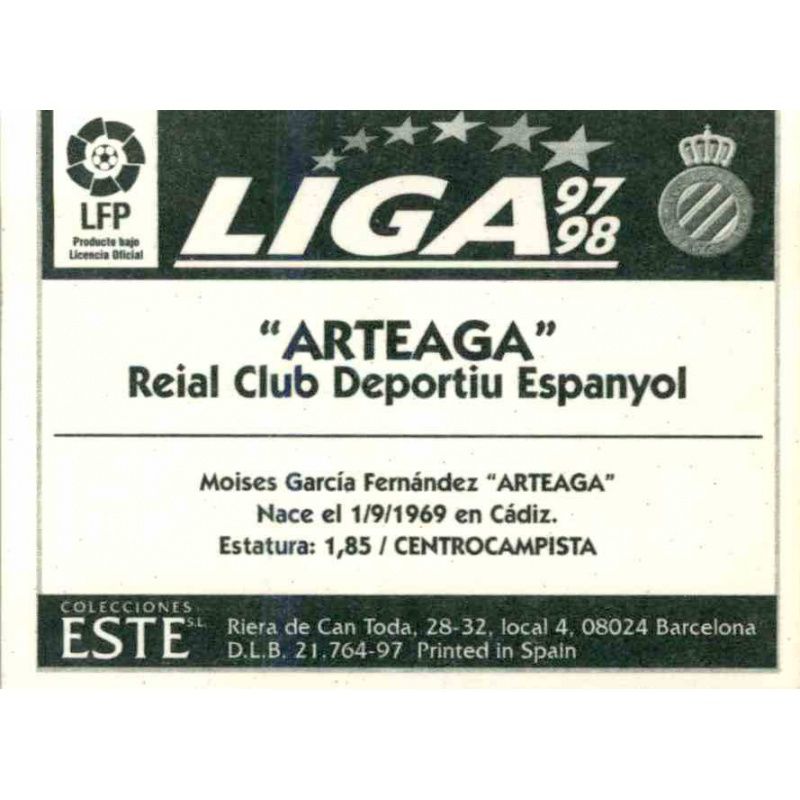 LFP
Producto bajo
Licencia Oficial
LIGA 97 98
"ARTEAGA"
Reial Club Deportiu Espanyol
Moises García Fernández "ARTEAGA"
Nace el 1/9/1969 en Cádiz.
Estatura: 1,85 / CENTROCAMPISTA
COLECCIONES
ESTE S.L.
Riera de Can Toda, 28-32, local 4, 08024 Barcelona
D.L.B. 21.764-97 Printed in Spain